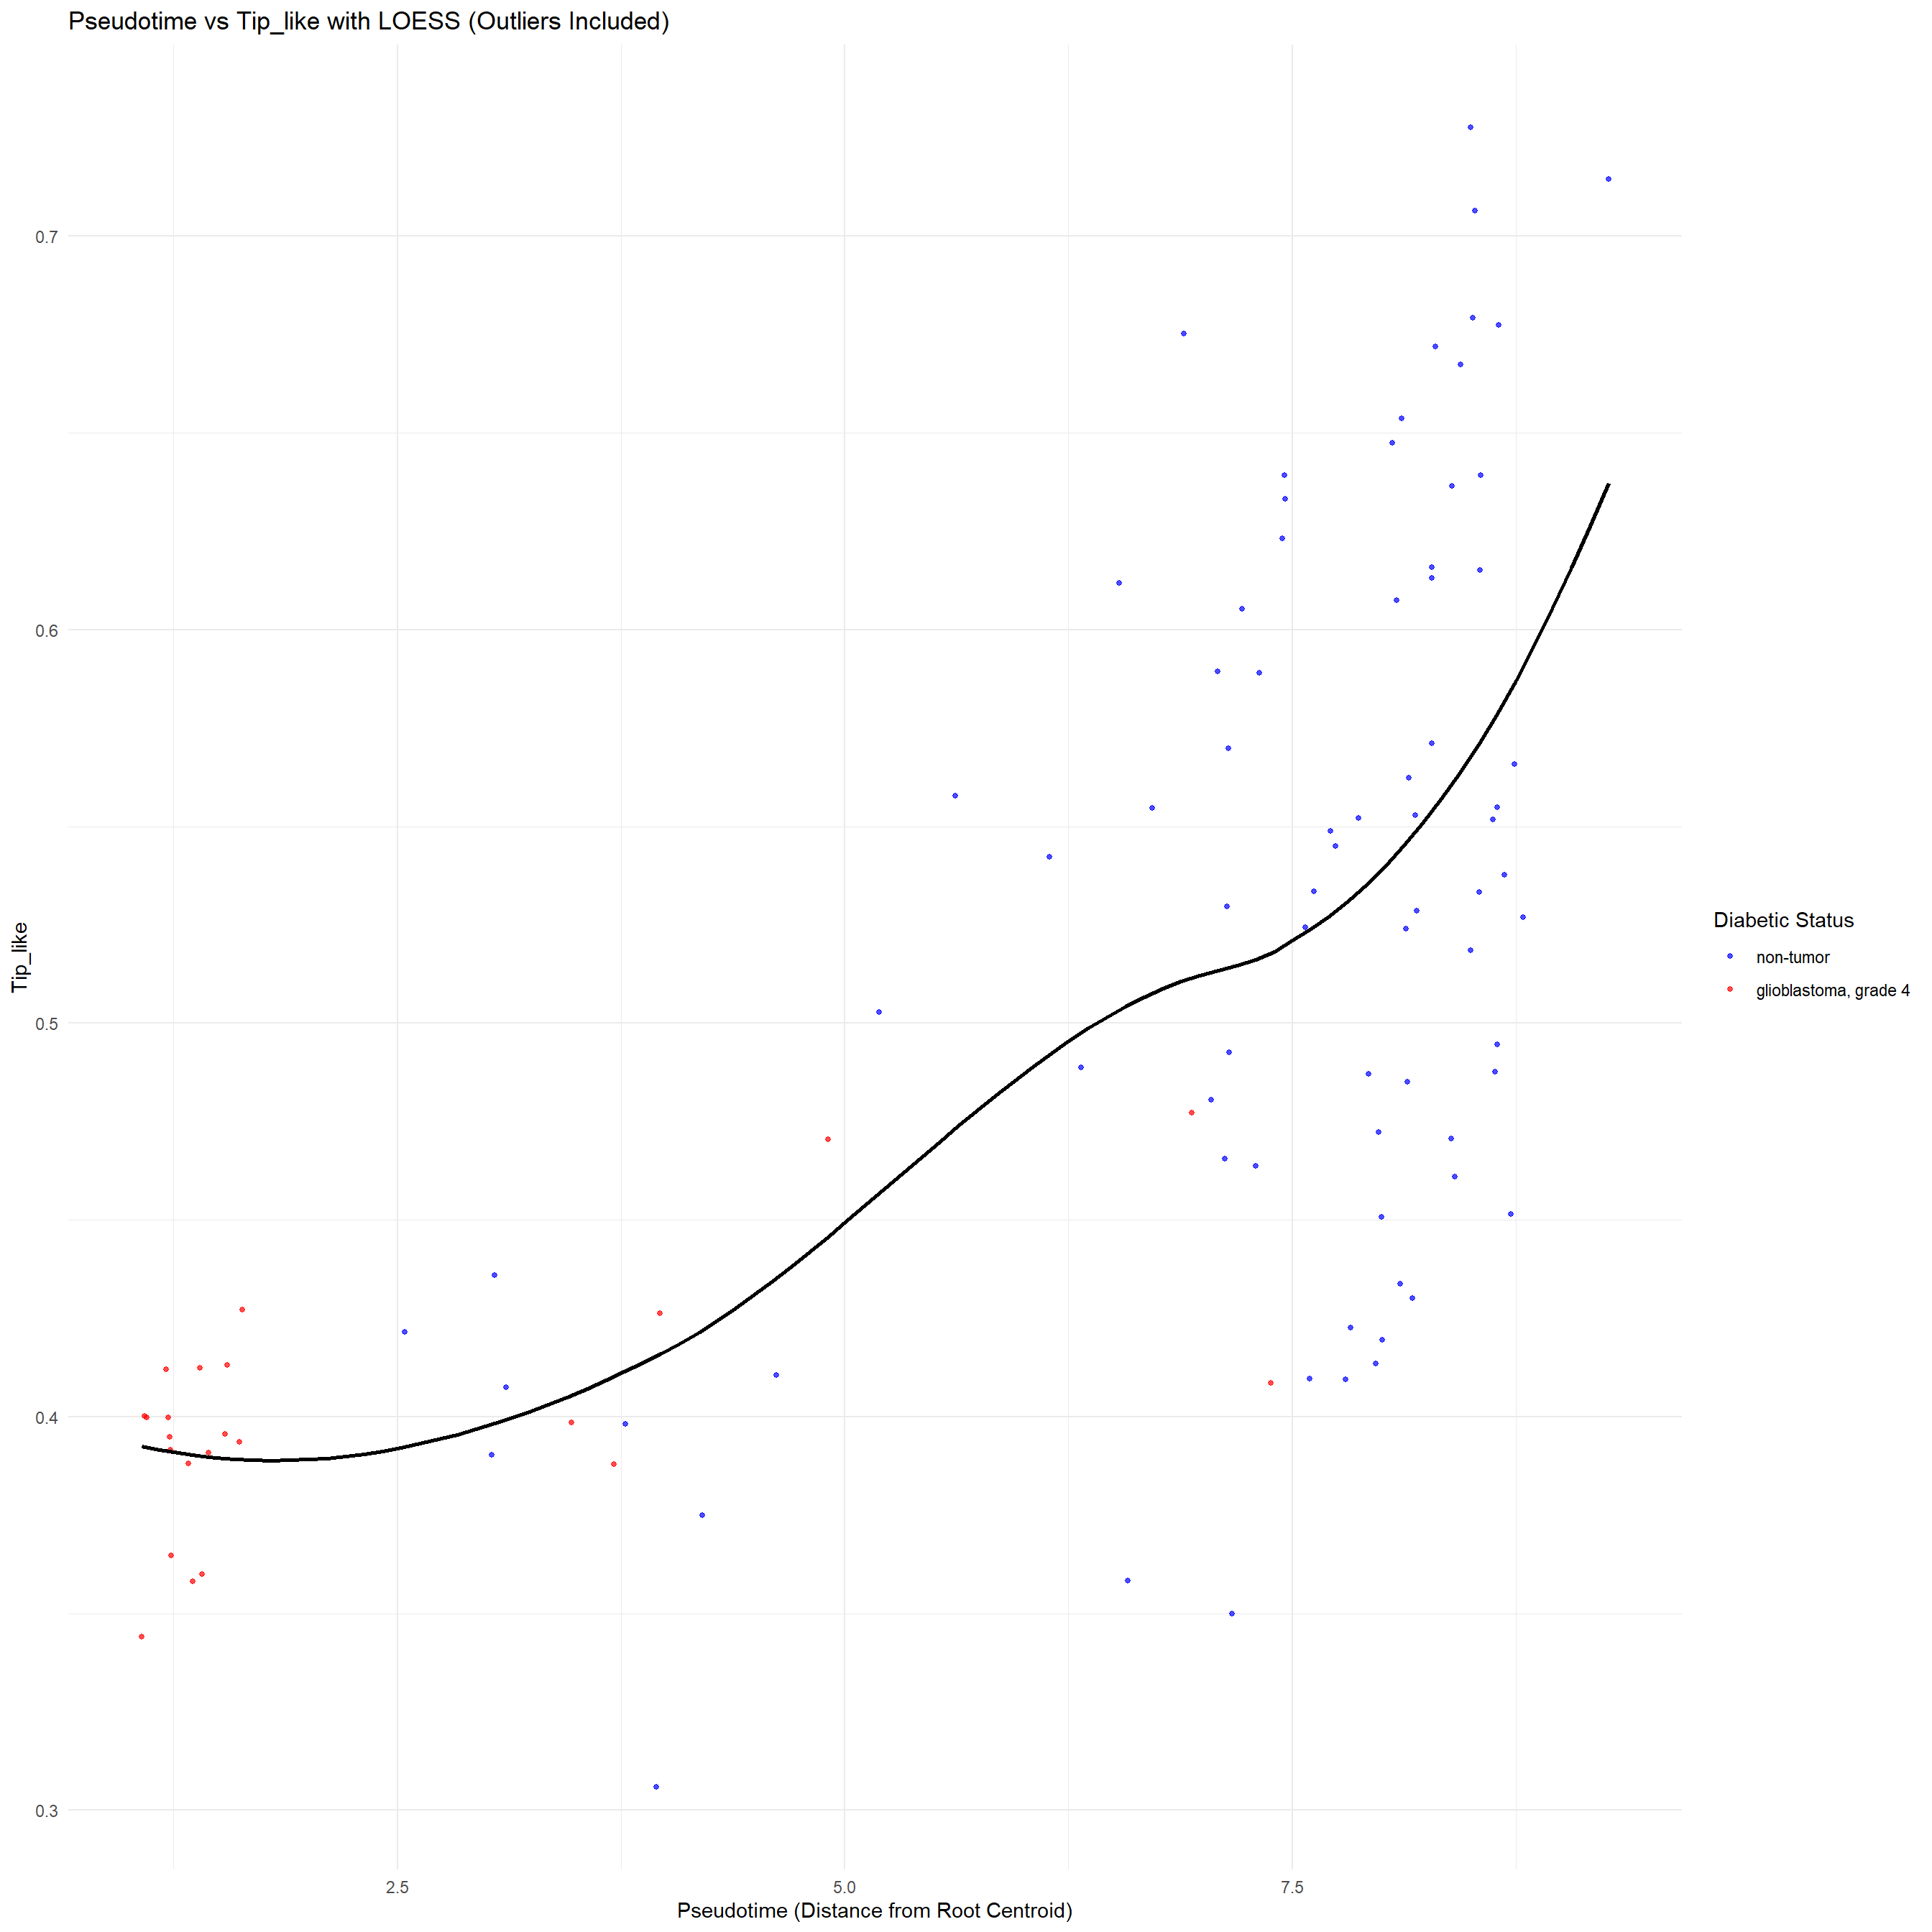 Pseudotime vs Tip_like with LOESS (Outliers Included)
0.7
0.6
0.5
0.4
0.3
Tip_like
2.5
5.0
7.5
Pseudotime (Distance from Root Centroid)
Diabetic Status
non-tumor
glioblastoma, grade 4